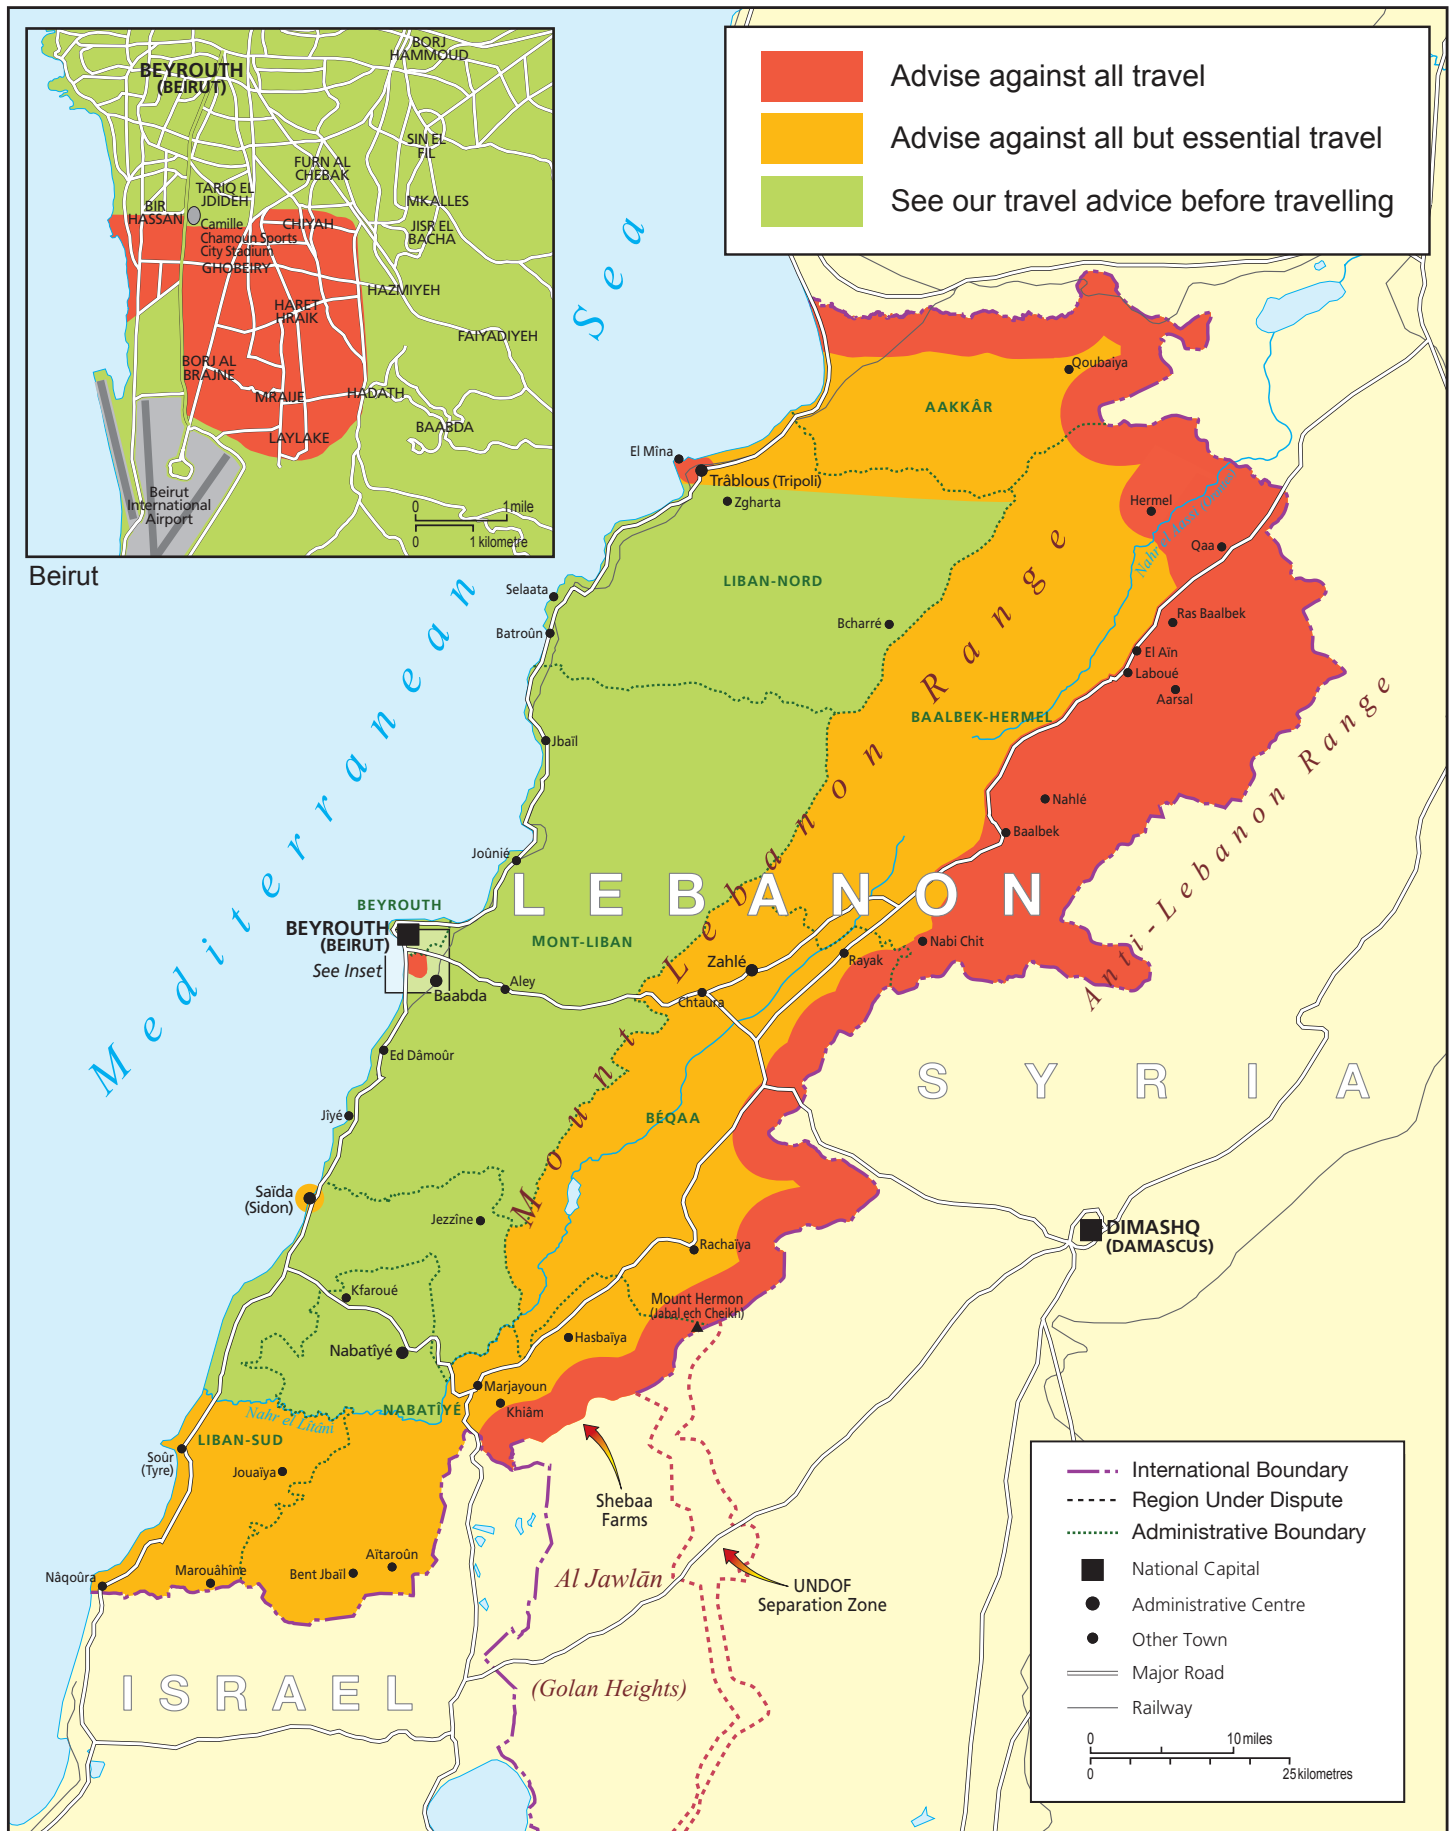 BORJ
HAMMOUD
BEYROUTH
(BEIRUT)
SIN EL
FIL
FURN AL
CHEBAK
TARIQ EL
JDIDEH
MKALLES
BIR
HASSAN
Camille
Chamoun Sports
City Stadium
CHIYAH
JISR EL
BACHA
GHOBEIRY
HAZMIYEH
HARET
HRAIK
FAIYADIYEH
BORJ AL
BRAJNE
MRAIJE
HADATH
BAABDA
LAYLAKE
Beirut
International
Airport
0 1 mile
0 1 kilometre
Beirut
Advise against all travel
Advise against all but essential travel
See our travel advice before travelling
Mediterranean Sea
Qoubaiya
AAKKÂR
El Mîna
Trâblous (Tripoli)
Zgharta
Hermel
Qaa
Selaata
LIBAN-NORD
Batroûn
Bcharré
Ras Baalbek
El Aïn
Laboué
Aarsal
BAALBEK-HERMEL
Jbaïl
Nahlé
Baalbek
Joûnié
LEBANON
Mount Lebanon Range
Anti-Lebanon Range
BEYROUTH
BEYROUTH
(BEIRUT)
See Inset
MONT-LIBAN
Nabi Chit
Zahlé
Rayak
Aley
Baabda
Chtaura
Ed Dâmoûr
SYRIA
Jîyé
BÉQAA
Saïda
(Sidon)
Jezzîne
DIMASHQ
(DAMASCUS)
Rachaïya
Kfaroué
Mount Hermon
(Jabal ech Cheikh)
Hasbaïya
Nabatîyé
Marjayoun
Khiâm
NABATÎYÉ
Nahr el Lîtâni
LIBAN-SUD
Soûr
(Tyre)
Jouaïya
Shebaa
Farms
Aïtaroûn
Nâqoûra
Marouâhîne
Bent Jbaïl
Al Jawlān
UNDOF
Separation Zone
(Golan Heights)
ISRAEL
International Boundary
Region Under Dispute
Administrative Boundary
National Capital
Administrative Centre
Other Town
Major Road
Railway
0 10 miles
0 25 kilometres